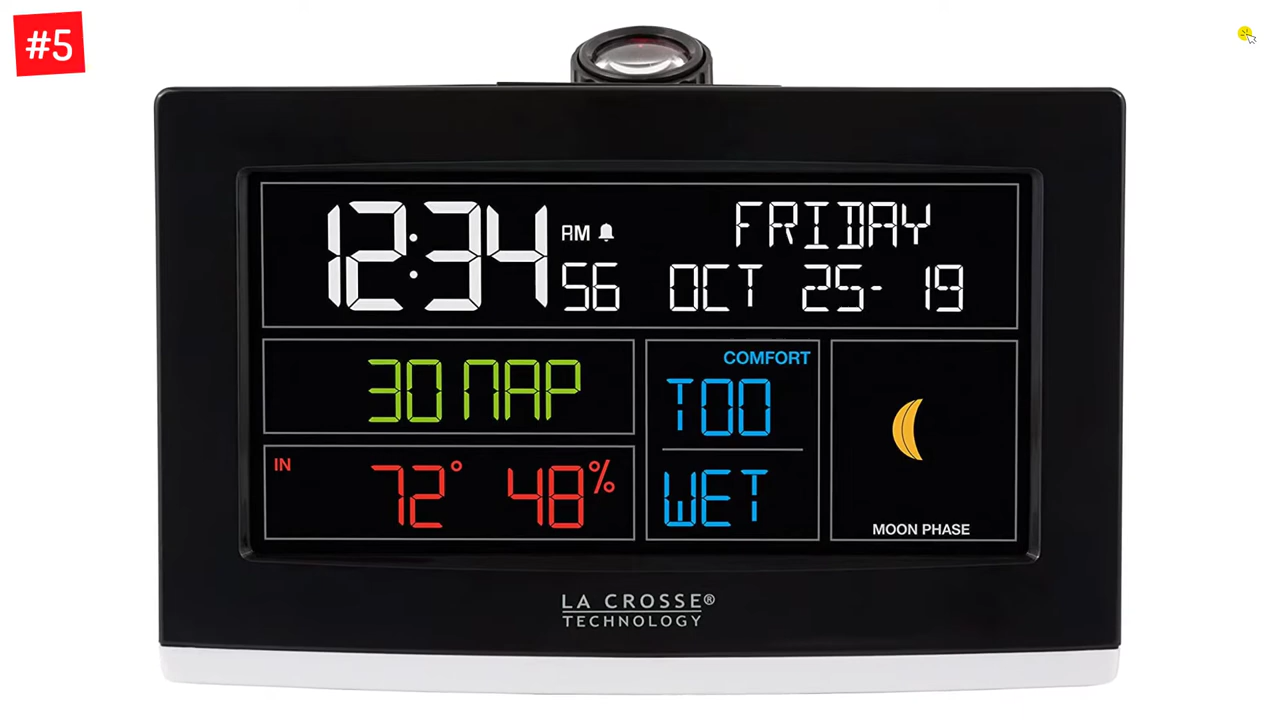 #5
12:34 AM 56
FRIDAY
OCT 25- 19
30 NAP
IN 72° 48%
COMFORT
TOO
WET
MOON PHASE
LA CROSSE®
TECHNOLOGY